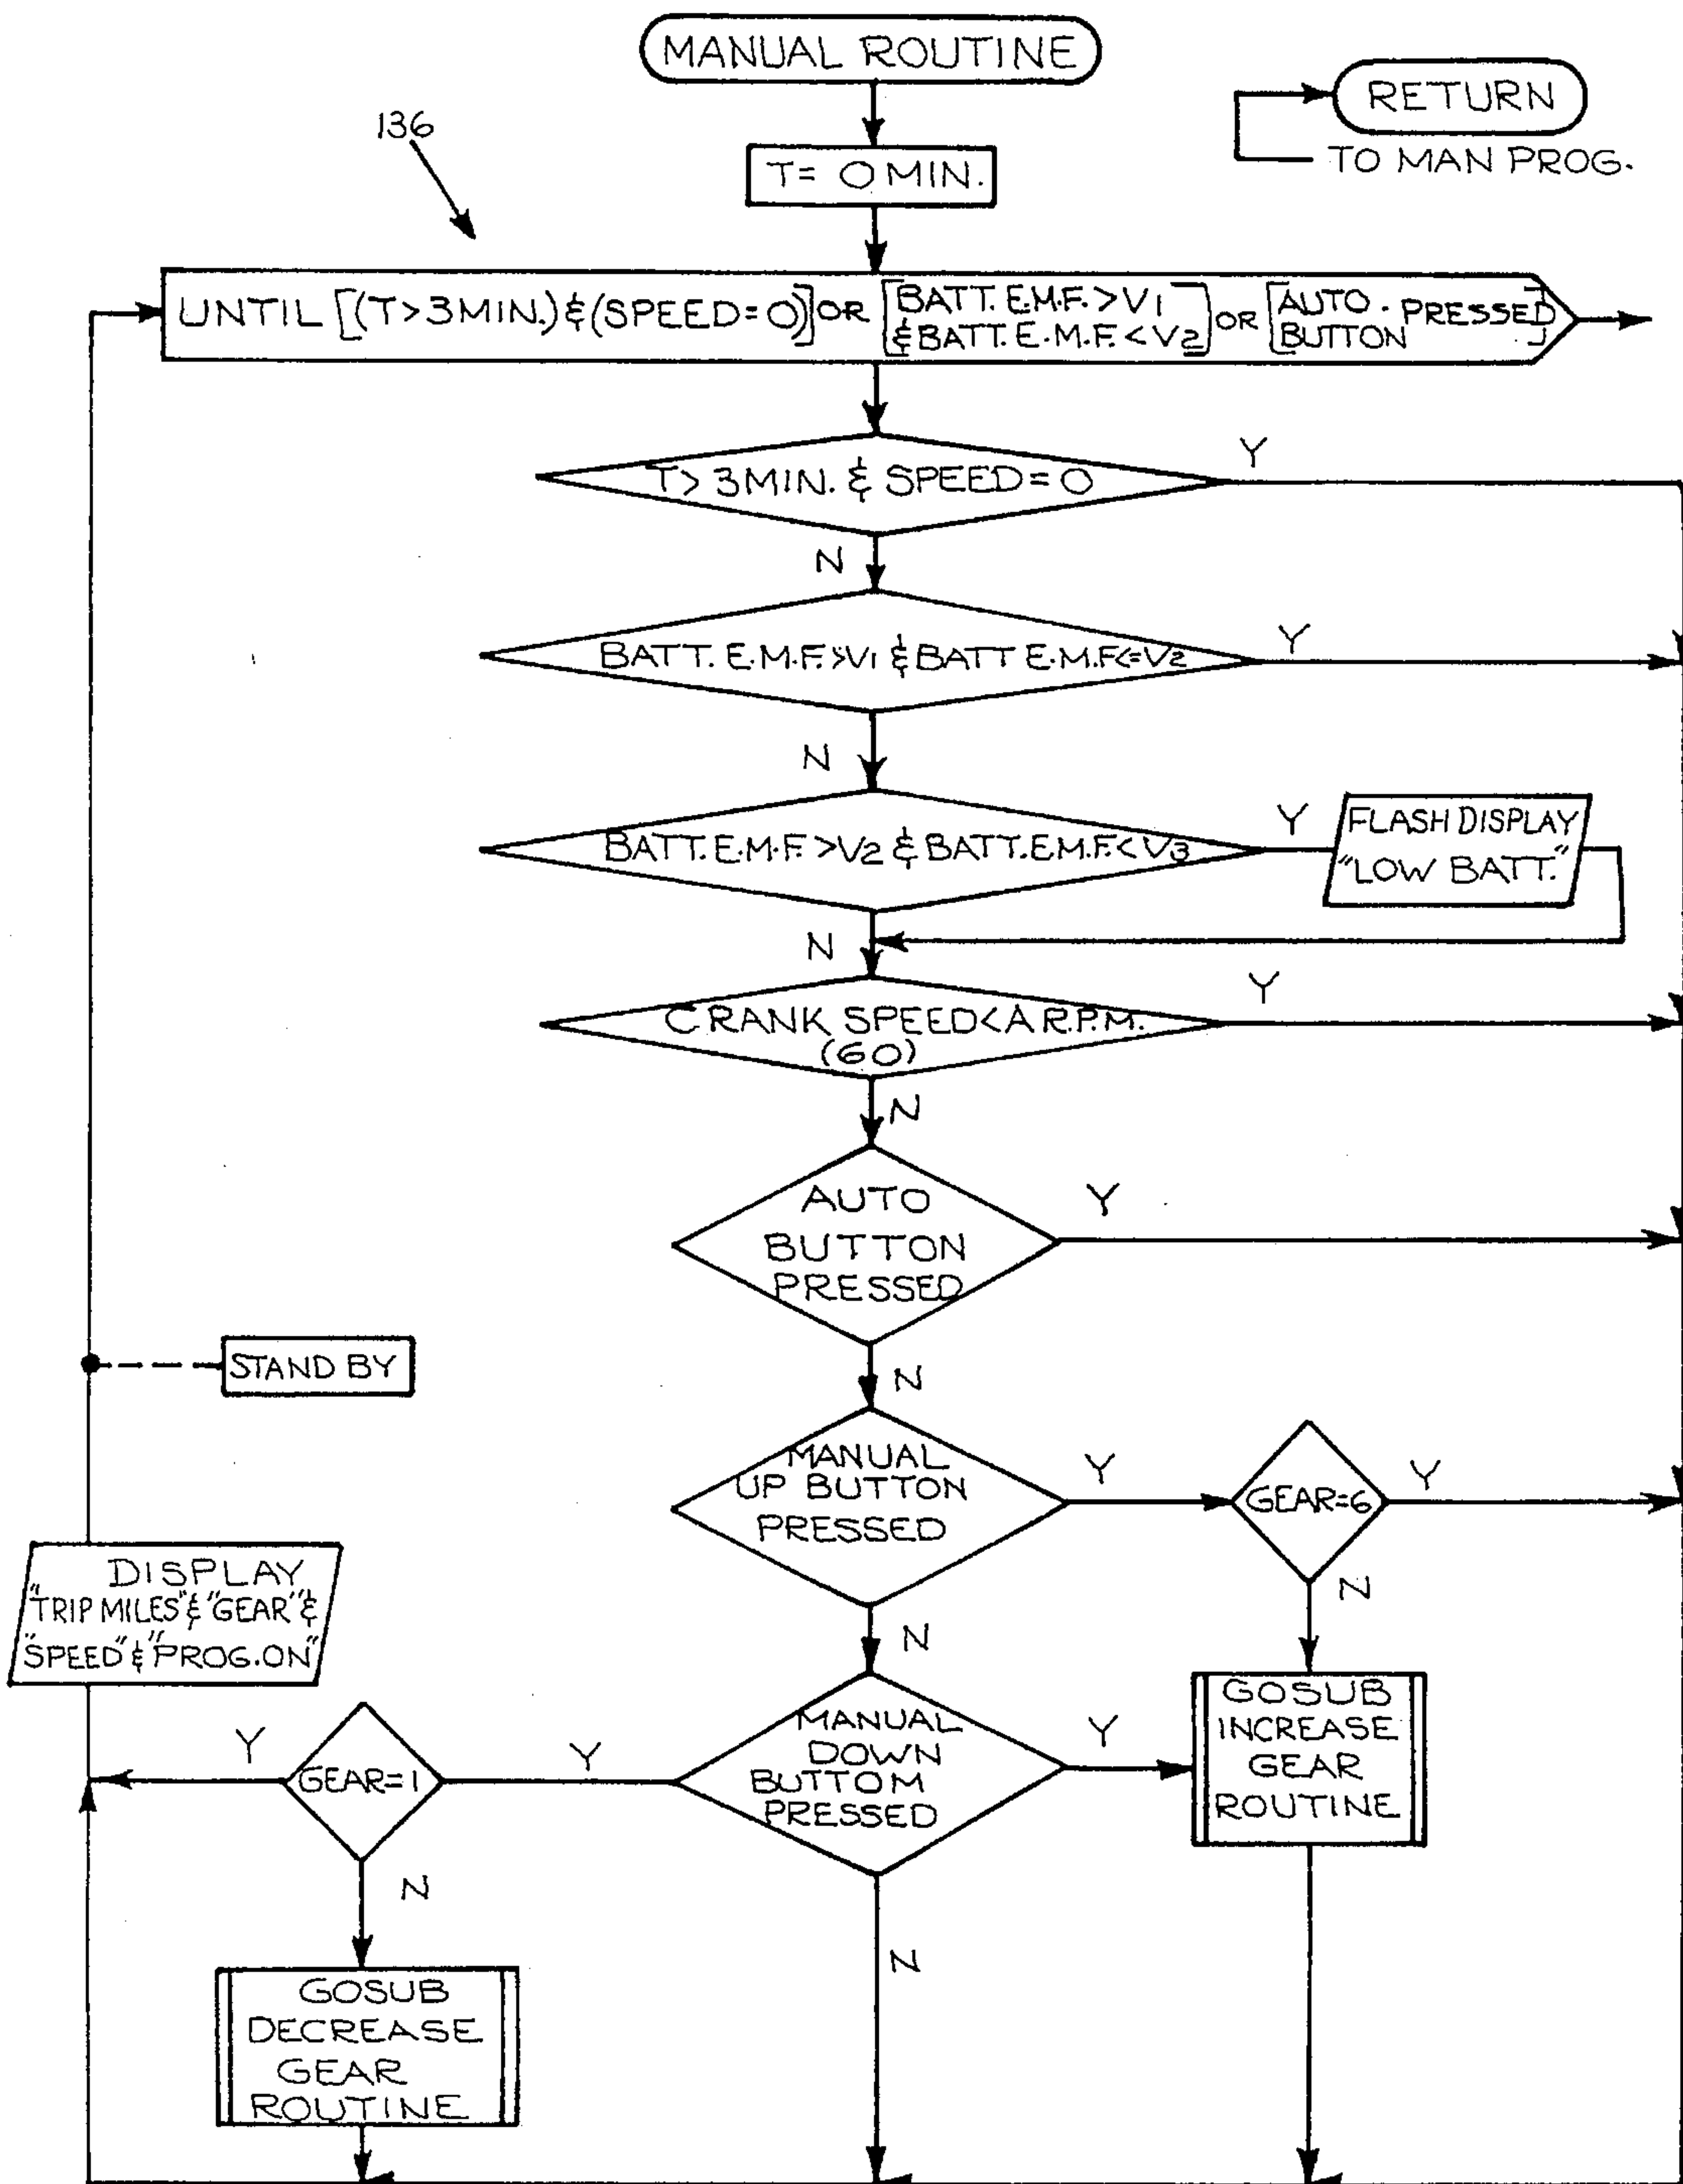 MANUAL ROUTINE
RETURN
TO MAN PROG.
136
T= 0 MIN.
UNTIL [(T>3MIN.) & (SPEED=0)] OR [BATT. E.M.F. >V1 & BATT. E.M.F. <V2] OR [AUTO. BUTTON PRESSED]
T> 3MIN. & SPEED= 0
Y
N
BATT. E.M.F. >V1 & BATT E.M.F<=V2
Y
N
BATT. E.M.F. >V2 & BATT.E.M.F. <V3
Y
FLASH DISPLAY
"LOW BATT."
N
CRANK SPEED<A R.P.M.
(60)
Y
N
AUTO
BUTTON
PRESSED
Y
N
STAND BY
MANUAL
UP BUTTON
PRESSED
Y
GEAR=6
Y
N
N
DISPLAY
"TRIP MILES" & "GEAR" &
"SPEED" & "PROG.ON"
MANUAL
DOWN
BUTTOM
PRESSED
Y
Y
GEAR=1
Y
N
N
GOSUB
INCREASE
GEAR
ROUTINE
GOSUB
DECREASE
GEAR
ROUTINE